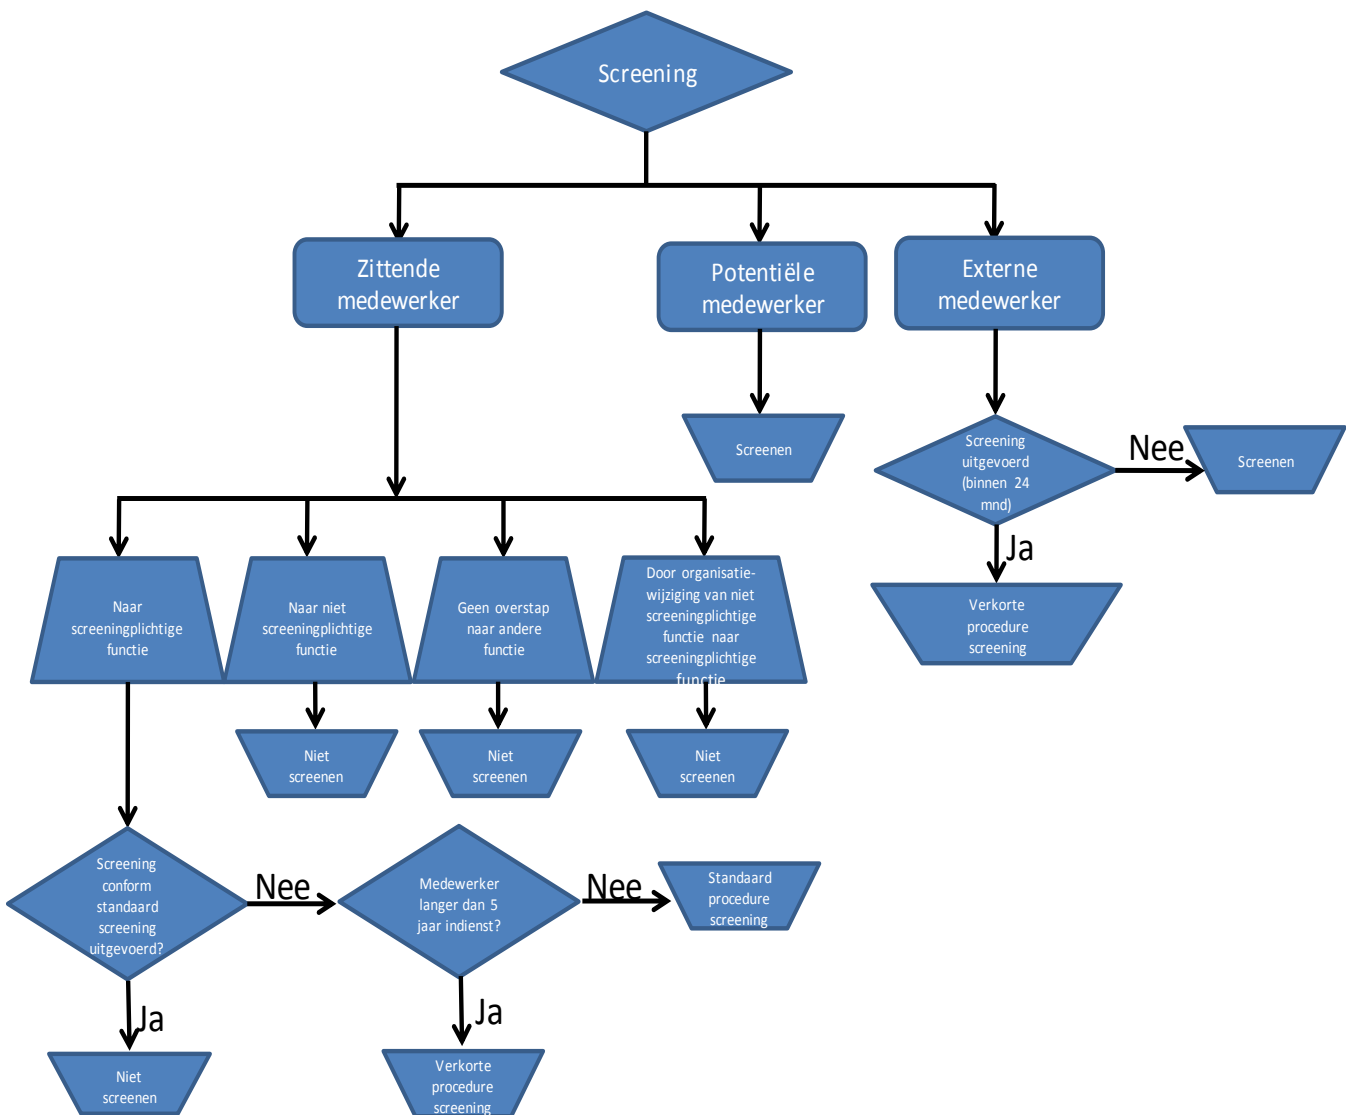 Screening
Zittende
medewerker
Potentiële
medewerker
Externe
medewerker
Screenen
Screening
uitgevoerd
(binnen 24
mnd)
Nee
Screenen
Ja
Verkorte
procedure
screening
Naar
screeningplichtige
functie
Naar niet
screeningplichtige
functie
Geen overstap
naar andere
functie
Door organisatie-
wijziging van niet
screeningplichtige
functie naar
screeningplichtige
functie
Niet
screenen
Niet
screenen
Niet
screenen
Screening
conform
standaard
screening
uitgevoerd?
Nee
Medewerker
langer dan 5
jaar indienst?
Nee
Standaard
procedure
screening
Ja
Niet
screenen
Ja
Verkorte
procedure
screening